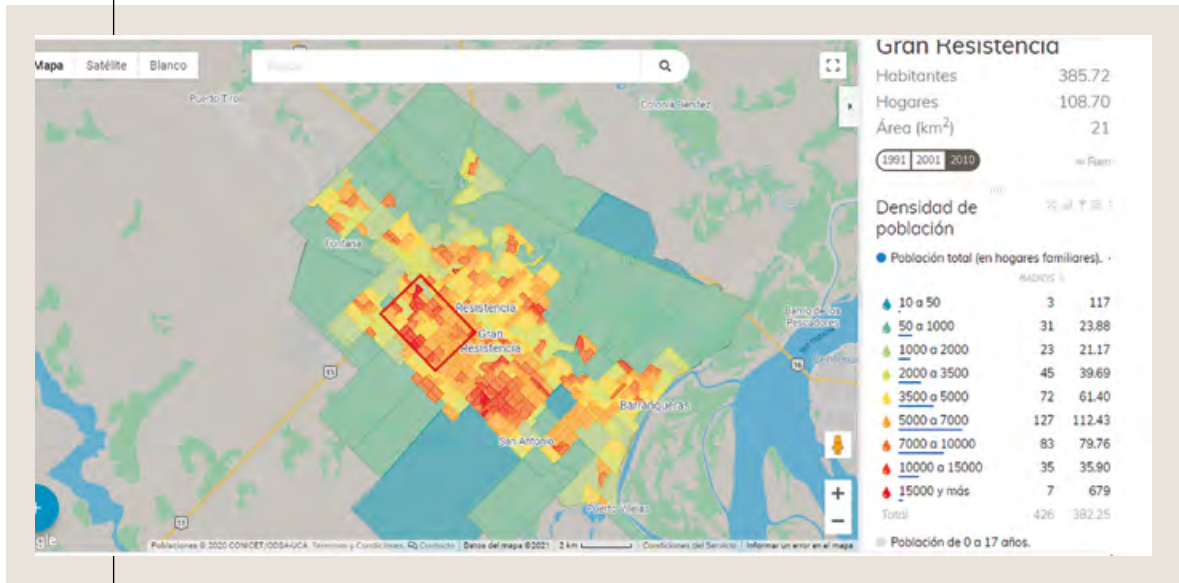 Mapa Satélite Blanco
Gran Resistencia
Habitantes 385.72
Hogares 108.70
Área (km²) 21
1991 2001 2010
Densidad de
población
Población total (en hogares familiares).
RADIOS
10 a 50 3 117
50 a 1000 31 23.88
1000 a 2000 23 21.17
2000 a 3500 45 39.69
3500 a 5000 72 61.40
5000 a 7000 127 112.43
7000 a 10000 83 79.76
10000 a 15000 35 35.90
15000 y más 7 679
Total 426 382.25
Población de 0 a 17 años.
Puerto Tirol
Colonia Benítez
Fontana
Resistencia
Gran
Resistencia
Barrio de los
Pescadores
11
16
Barranqueras
San Antonio
Puerto Vilelas
11
Poblaciones © 2020 CONICET/ODSA-UCA. Términos y Condiciones. Contacto Datos del mapa ©2021 2 km Condiciones del Servicio Informar un error en el mapa